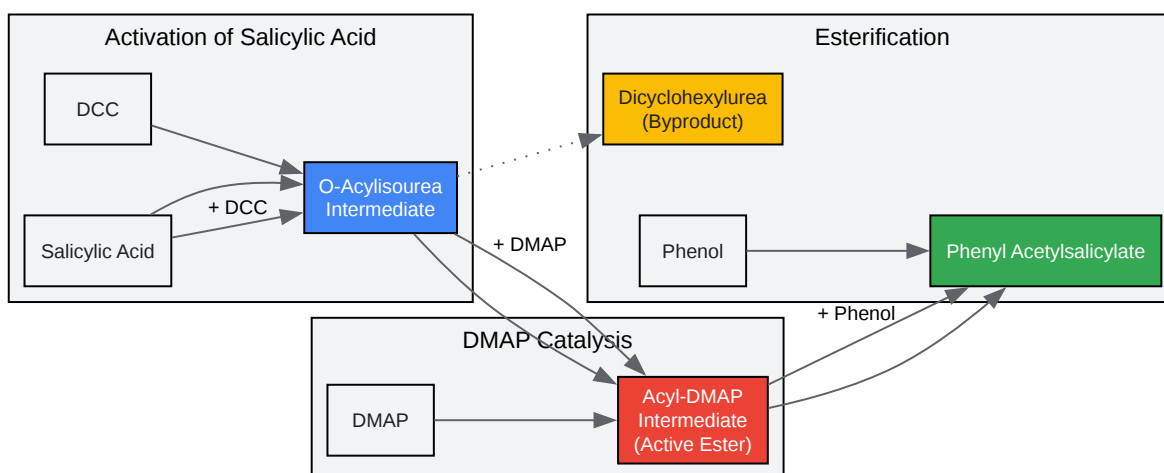 Activation of Salicylic Acid
DCC
O-Acylisourea
Intermediate
+ DCC
Salicylic Acid
Esterification
Dicyclohexylurea
(Byproduct)
+ DMAP
Phenol
Phenyl Acetylsalicylate
+ Phenol
DMAP Catalysis
DMAP
Acyl-DMAP
Intermediate
(Active Ester)